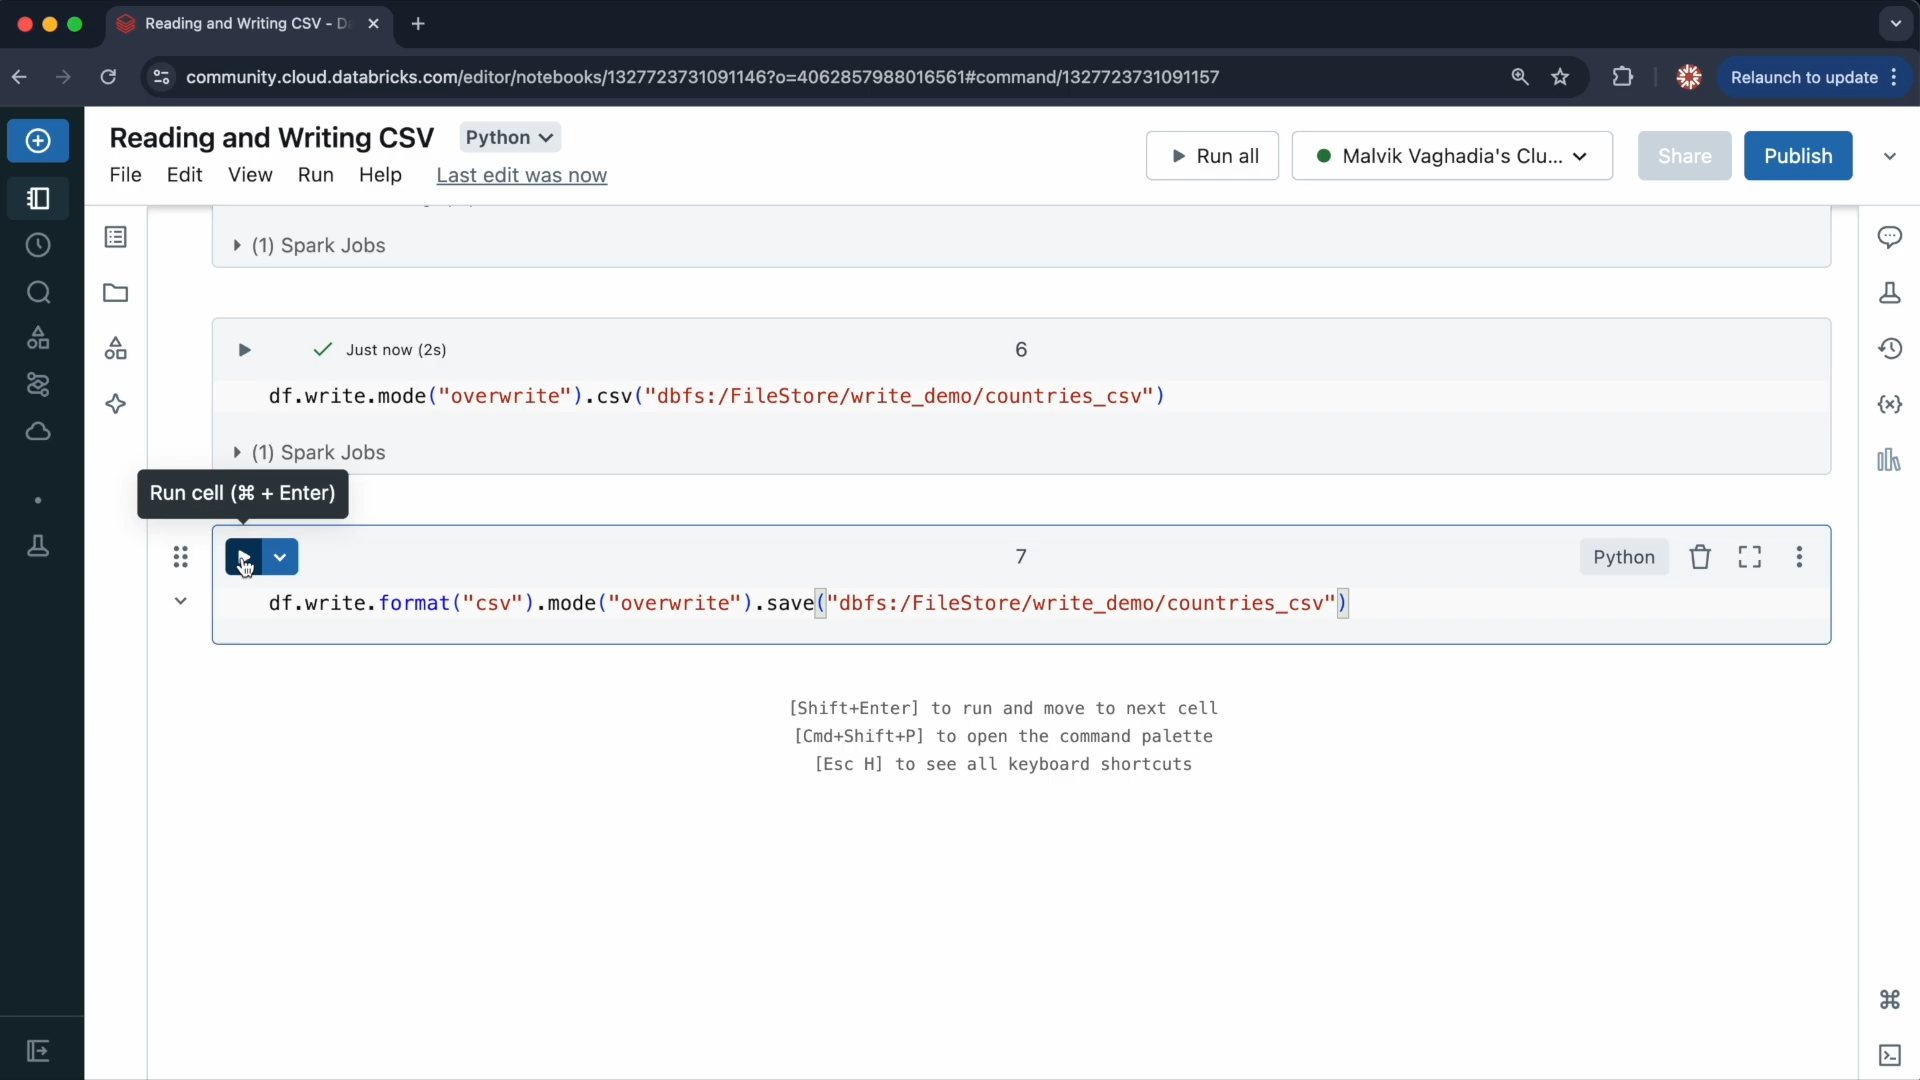 Reading and Writing CSV - Da
community.cloud.databricks.com/editor/notebooks/1327723731091146?o=4062857988016561#command/1327723731091157
Relaunch to update
Reading and Writing CSV
Python
Run all
Malvik Vaghadia's Clu...
Share
Publish
File
Edit
View
Run
Help
Last edit was now
(1) Spark Jobs
Just now (2s)
6
df.write.mode("overwrite").csv("dbfs:/FileStore/write_demo/countries_csv")
(1) Spark Jobs
Run cell (⌘ + Enter)
7
Python
df.write.format("csv").mode("overwrite").save("dbfs:/FileStore/write_demo/countries_csv")
[Shift+Enter] to run and move to next cell
[Cmd+Shift+P] to open the command palette
[Esc H] to see all keyboard shortcuts